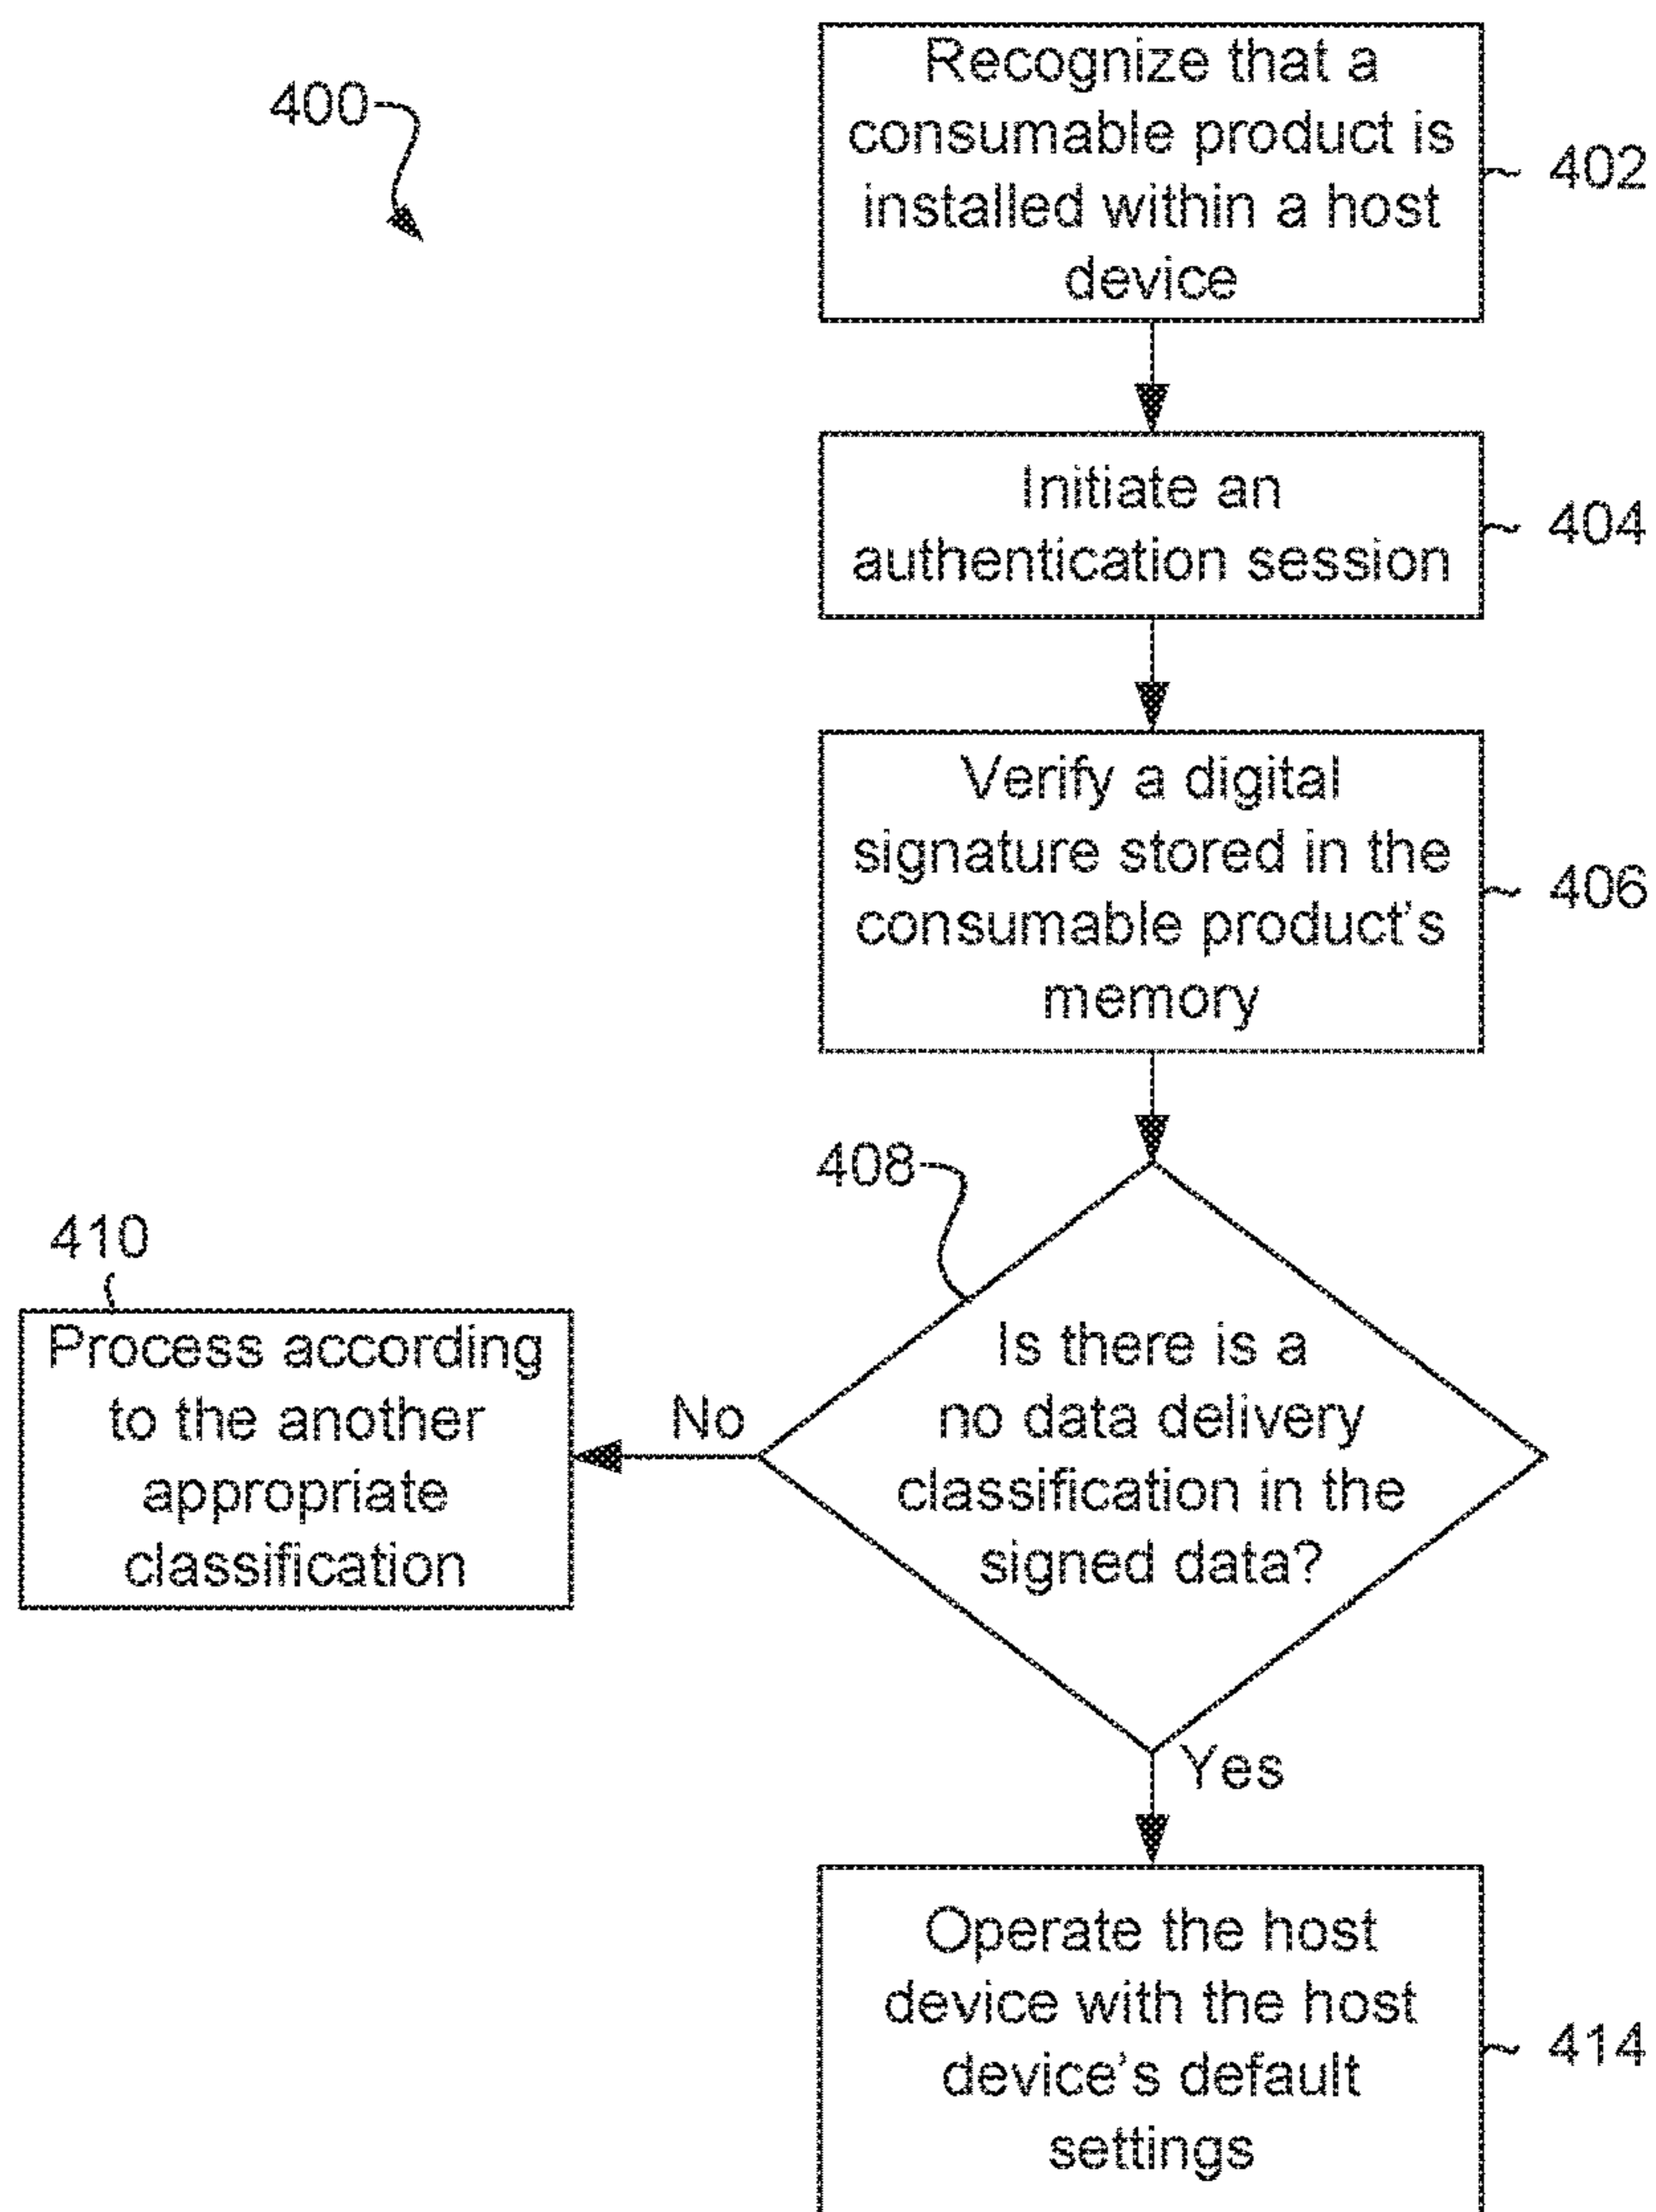 400
Recognize that a
consumable product is
installed within a host
device
402
Initiate an
authentication session
404
Verify a digital
signature stored in the
consumable product's
memory
406
408
Is there is a
no data delivery
classification in the
signed data?
No
410
Process according
to the another
appropriate
classification
Yes
Operate the host
device with the host
device's default
settings
414